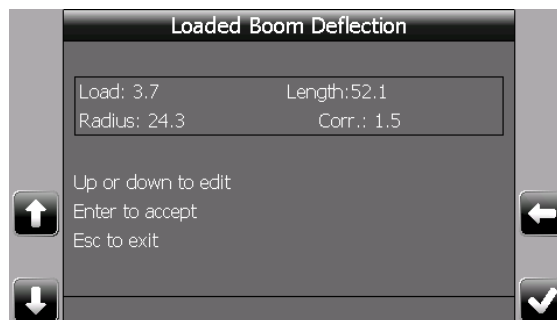 Loaded Boom Deflection
Load: 3.7 Length:52.1
Radius: 24.3 Corr.: 1.5
Up or down to edit
Enter to accept
Esc to exit